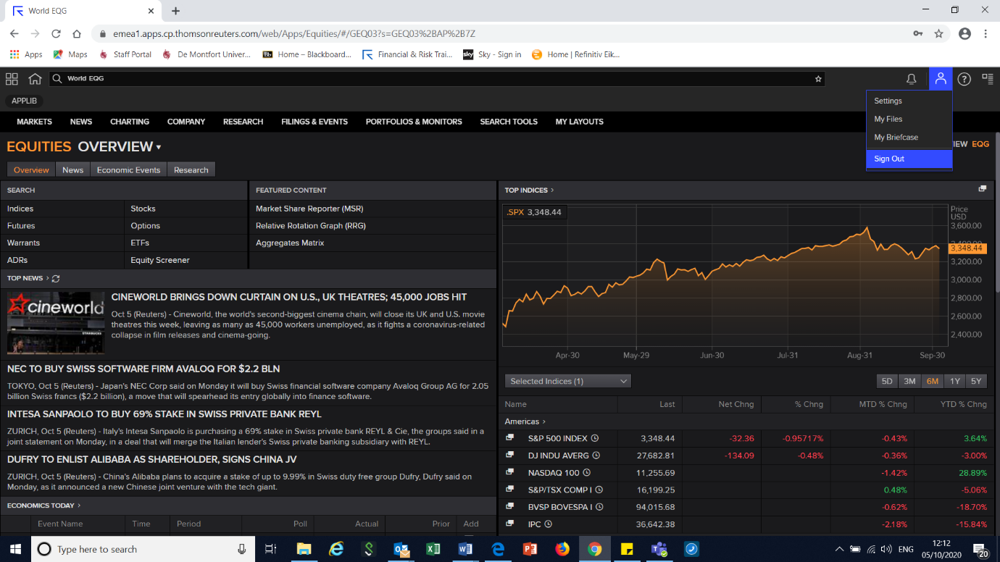 World EQG
emea1.apps.cp.thomsonreuters.com/web/Apps/Equities/#/GEQ03?s=GEQ03%2BAP%2B7Z
Apps Maps Staff Portal De Montfort Univer... Bb Home – Blackboard... Financial & Risk Trai... sky Sky - Sign in Home | Refinitiv Eik...
World EQG
APPLIB
Settings
My Files
My Briefcase
Sign Out
MARKETS NEWS CHARTING COMPANY RESEARCH FILINGS & EVENTS PORTFOLIOS & MONITORS SEARCH TOOLS MY LAYOUTS
EQUITIES OVERVIEW
IEW EQG
Overview News Economic Events Research
SEARCH
Indices Stocks
Futures Options
Warrants ETFs
ADRs Equity Screener
FEATURED CONTENT
Market Share Reporter (MSR)
Relative Rotation Graph (RRG)
Aggregates Matrix
TOP NEWS >
cineworld
STARBUCKS
CINEWORLD BRINGS DOWN CURTAIN ON U.S., UK THEATRES; 45,000 JOBS HIT
Oct 5 (Reuters) - Cineworld, the world's second-biggest cinema chain, will close its UK and U.S. movie
theatres this week, leaving as many as 45,000 workers unemployed, as it fights a coronavirus-related
collapse in film releases and cinema-going.
NEC TO BUY SWISS SOFTWARE FIRM AVALOQ FOR $2.2 BLN
TOKYO, Oct 5 (Reuters) - Japan's NEC Corp said on Monday it will buy Swiss financial software company Avaloq Group AG for 2.05
billion Swiss francs ($2.2 billion), a move that will spearhead its entry globally into finance software.
INTESA SANPAOLO TO BUY 69% STAKE IN SWISS PRIVATE BANK REYL
ZURICH, Oct 5 (Reuters) - Italy's Intesa Sanpaolo is purchasing a 69% stake in Swiss private bank REYL & Cie, the groups said in a
joint statement on Monday, in a deal that will merge the Italian lender's Swiss private banking subsidiary with REYL.
DUFRY TO ENLIST ALIBABA AS SHAREHOLDER, SIGNS CHINA JV
ZURICH, Oct 5 (Reuters) - China's Alibaba plans to acquire a stake of up to 9.99% in Swiss duty free group Dufry, Dufry said on
Monday, as it announced a new Chinese joint venture with the tech giant.
ECONOMICS TODAY >
Event Name Time Period Poll Actual Prior Add
TOP INDICES >
.SPX 3,348.44
Price
USD
3,600.00
3,400.00
3,348.44
3,200.00
3,000.00
2,800.00
2,600.00
2,400.00
Apr-30 May-29 Jun-30 Jul-31 Aug-31 Sep-30
Selected Indices (1) 5D 3M 6M 1Y 5Y
Name Last Net Chng % Chng MTD % Chng YTD % Chng
Americas >
S&P 500 INDEX 3,348.44 -32.36 -0.95717% -0.43% 3.64%
DJ INDU AVERG 27,682.81 -134.09 -0.48% -0.36% -3.00%
NASDAQ 100 11,255.69 -1.42% 28.89%
S&P/TSX COMP I 16,199.25 0.48% -5.06%
BVSP BOVESPA I 94,015.68 -0.62% -18.70%
IPC 36,642.38 -2.18% -15.84%
Type here to search
ENG
12:12
05/10/2020
20